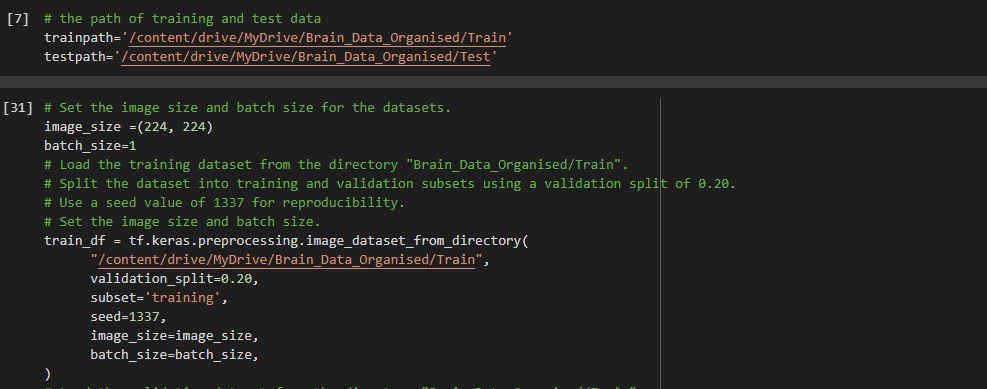 [7] # the path of training and test data
trainpath='/content/drive/MyDrive/Brain_Data_Organised/Train'
testpath='/content/drive/MyDrive/Brain_Data_Organised/Test'
[31] # Set the image size and batch size for the datasets.
image_size =(224, 224)
batch_size=1
# Load the training dataset from the directory "Brain_Data_Organised/Train".
# Split the dataset into training and validation subsets using a validation split of 0.20.
# Use a seed value of 1337 for reproducibility.
# Set the image size and batch size.
train_df = tf.keras.preprocessing.image_dataset_from_directory(
"/content/drive/MyDrive/Brain_Data_Organised/Train",
validation_split=0.20,
subset='training',
seed=1337,
image_size=image_size,
batch_size=batch_size,
)